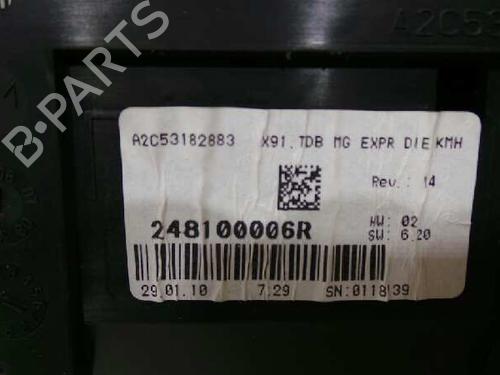 A2C53
A2C53182883 X91.TDB MG EXPR DIE KMH
Rev.: 14
248100006R
HW: 02
SW: 6.20
29.01.10 7:29 SN:0118139
B-PARTS